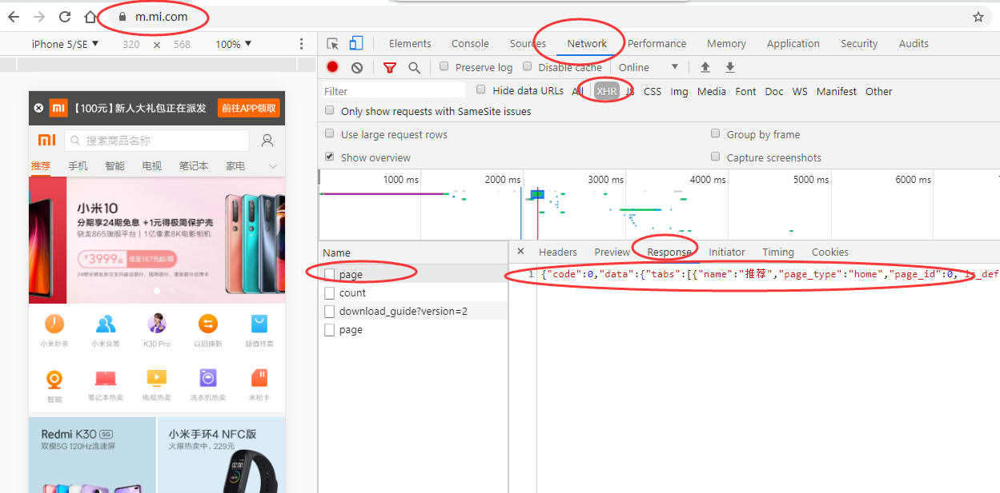 m.mi.com
iPhone 5/SE ▼ 320 × 568 100% ▼
Elements Console Sources Network Performance Memory Application Security Audits
Preserve log Disable cache Online ▼
Filter Hide data URLs All XHR JS CSS Img Media Font Doc WS Manifest Other
Only show requests with SameSite issues
Use large request rows Group by frame
Show overview Capture screenshots
1000 ms 2000 ms 3000 ms 4000 ms 5000 ms 6000 ms
Name
page
count
download_guide?version=2
page
× Headers Preview Response Initiator Timing Cookies
1 {"code":0,"data":{"tabs":[{"name":"推荐","page_type":"home","page_id":0,"is_def
【100元】新人大礼包正在派发 前往APP领取
搜索商品名称
推荐 手机 智能 电视 笔记本 家电
小米10
分期享24期免息 +1元得极简保护壳
骁龙865旗舰平台 | 1亿像素8K电影相机
¥3999起 低至167元起/期
小米秒杀 小米众筹 K30 Pro 以旧换新 超值特卖
智能 笔记本热卖 电视热卖 洗衣机热卖 米粉卡
Redmi K30 5G
双模5G 120Hz流速屏
小米手环4 NFC版
火爆热卖中，229元